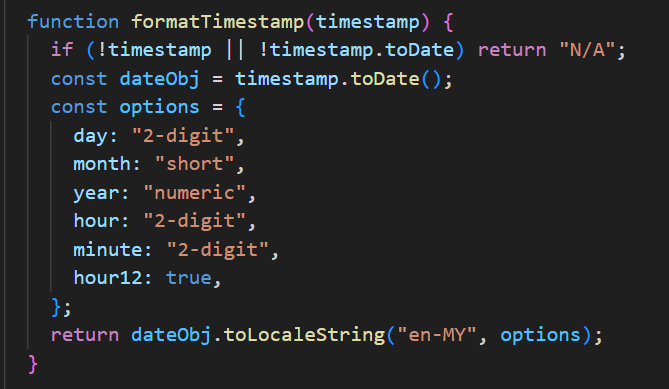 function formatTimestamp(timestamp) {
  if (!timestamp || !timestamp.toDate) return "N/A";
  const dateObj = timestamp.toDate();
  const options = {
    day: "2-digit",
    month: "short",
    year: "numeric",
    hour: "2-digit",
    minute: "2-digit",
    hour12: true,
  };
  return dateObj.toLocaleString("en-MY", options);
}